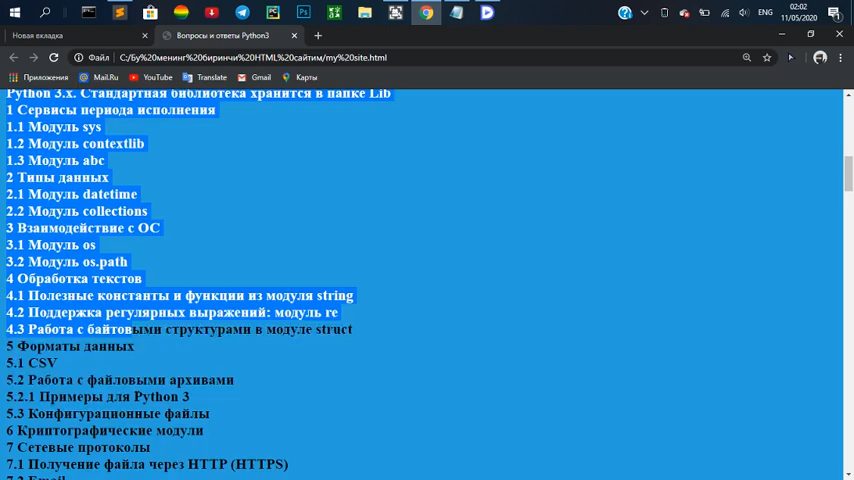 02:02
ENG
11/05/2020
1
Новая вкладка
Вопросы и ответы Python3
Файл
C:/Бу%20менинг%20биринчи%20HTML%20сайтим/my%20site.html
Приложения
Mail.Ru
YouTube
Translate
Gmail
Карты
Python 3.x. Стандартная библиотека хранится в папке Lib
1 Сервисы периода исполнения
1.1 Модуль sys
1.2 Модуль contextlib
1.3 Модуль abc
2 Типы данных
2.1 Модуль datetime
2.2 Модуль collections
3 Взаимодействие с ОС
3.1 Модуль os
3.2 Модуль os.path
4 Обработка текстов
4.1 Полезные константы и функции из модуля string
4.2 Поддержка регулярных выражений: модуль re
4.3 Работа с байтовыми структурами в модуле struct
5 Форматы данных
5.1 CSV
5.2 Работа с файловыми архивами
5.2.1 Примеры для Python 3
5.3 Конфигурационные файлы
6 Криптографические модули
7 Сетевые протоколы
7.1 Получение файла через HTTP (HTTPS)
7.2 Email